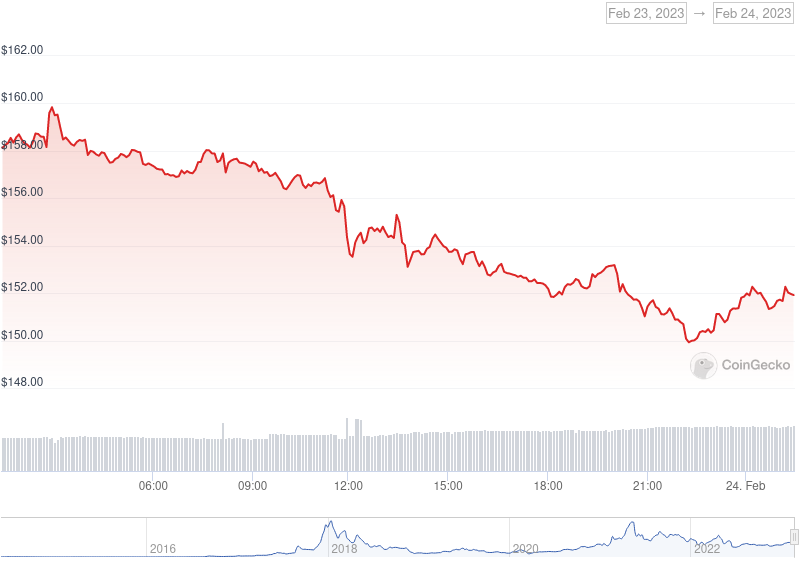 Feb 23, 2023 → Feb 24, 2023
$162.00
$160.00
$158.00
$156.00
$154.00
$152.00
$150.00
$148.00
CoinGecko
06:00 09:00 12:00 15:00 18:00 21:00 24. Feb
2016 2018 2020 2022